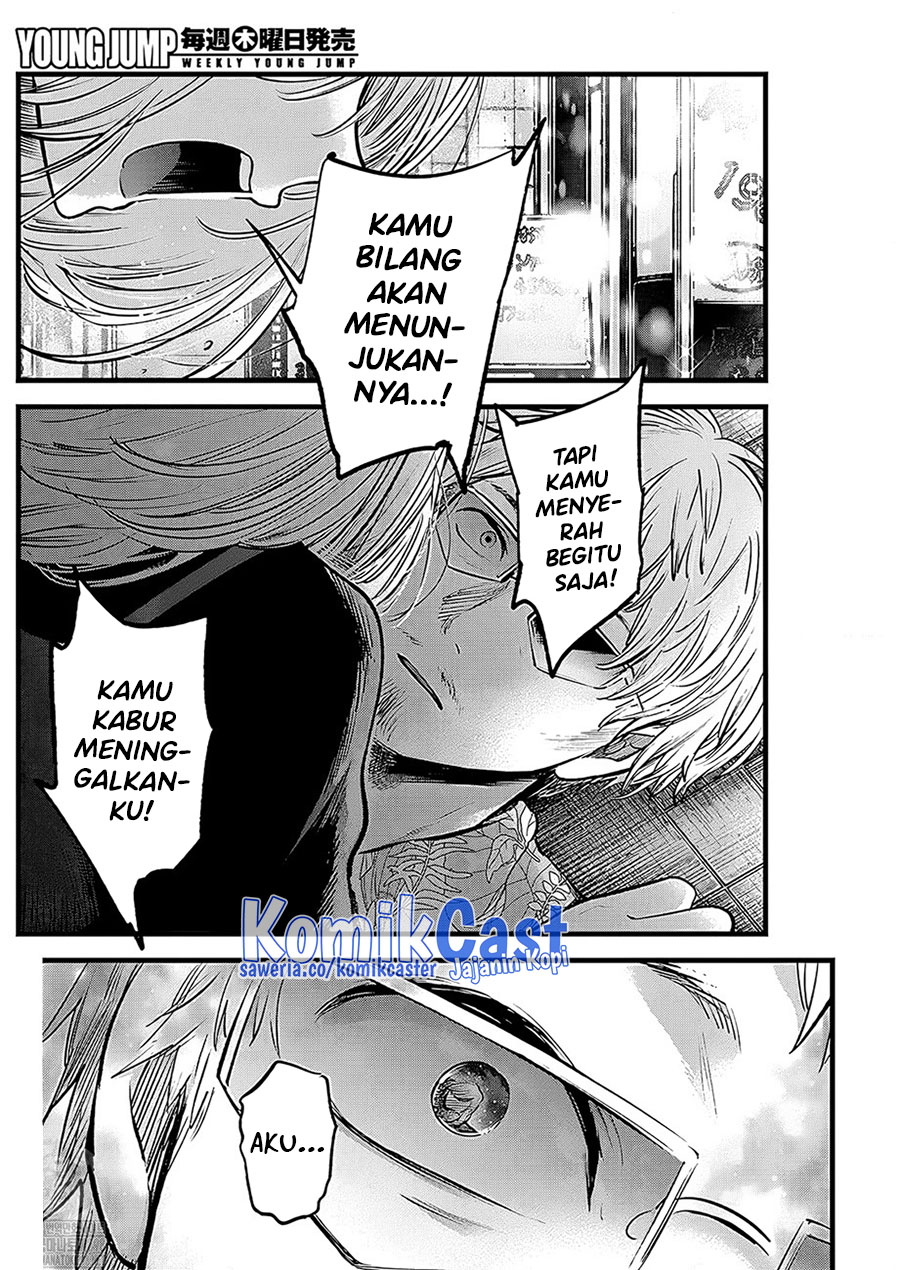 YOUNG JUMP 毎週木曜日発売
WEEKLY YOUNG JUMP
KAMU
BILANG
AKAN
MENUN-
JUKAN-
NYA...!
TAPI
KAMU
MENYE-
RAH
BEGITU
SAJA!
KAMU
KABUR
MENING-
GALKAN-
KU!
KomikCast
saweria.co/komikcaster Jajanin Kopi
AKU...